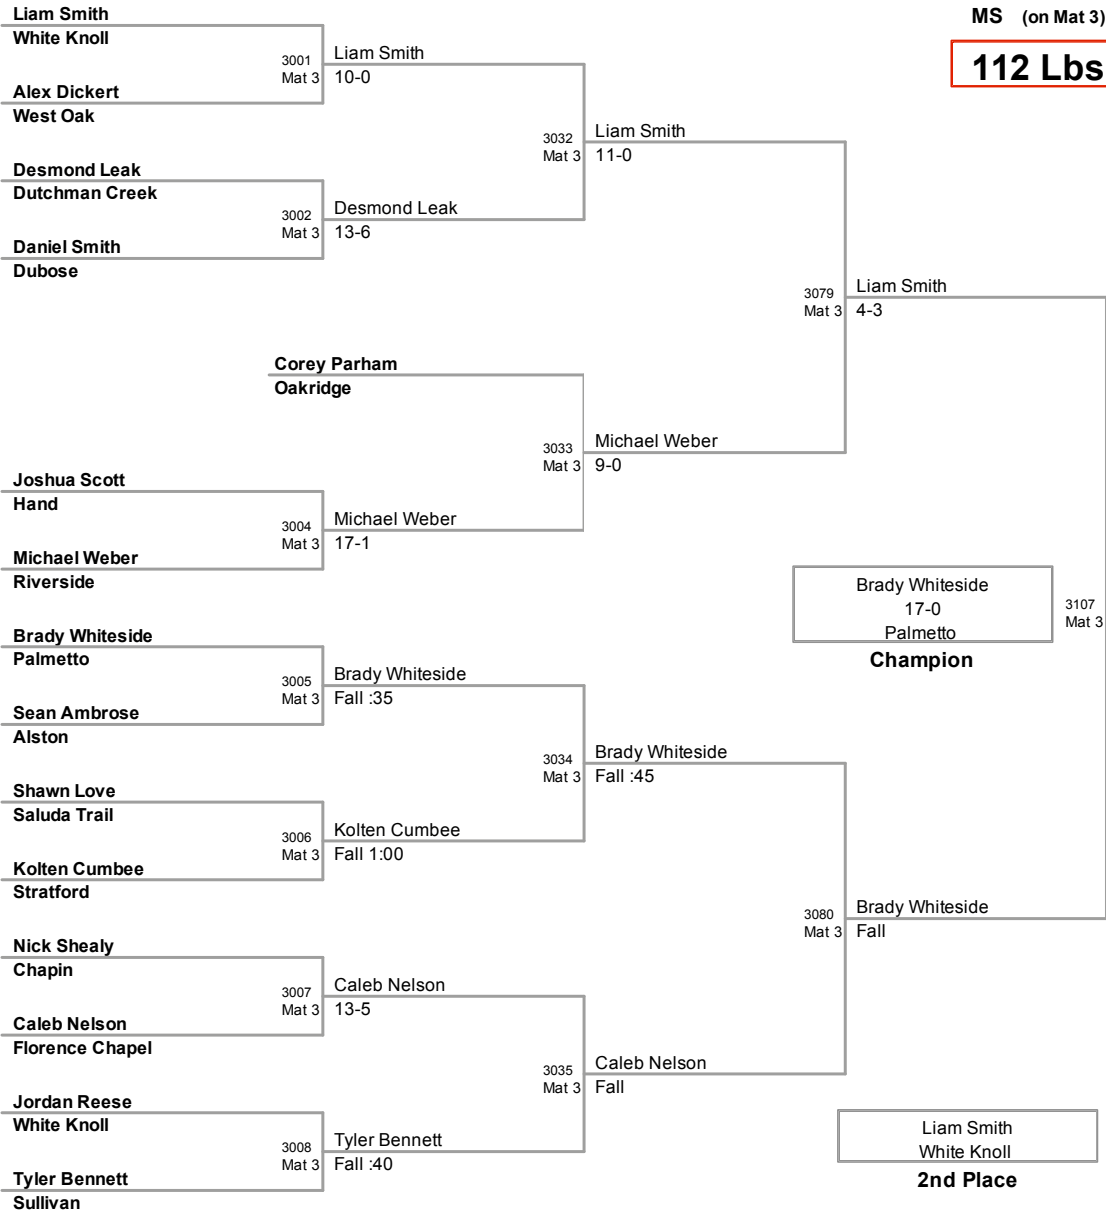 Liam Smith
White Knoll
MS (on Mat 3)
112 Lbs
3001
Mat 3
Liam Smith
10-0
Alex Dickert
West Oak
3032
Mat 3
Liam Smith
11-0
Desmond Leak
Dutchman Creek
3002
Mat 3
Desmond Leak
13-6
Daniel Smith
Dubose
3079
Mat 3
Liam Smith
4-3
Corey Parham
Oakridge
3033
Mat 3
Michael Weber
9-0
Joshua Scott
Hand
3004
Mat 3
Michael Weber
17-1
Michael Weber
Riverside
Brady Whiteside
17-0
Palmetto
Champion
3107
Mat 3
Brady Whiteside
Palmetto
3005
Mat 3
Brady Whiteside
Fall :35
Sean Ambrose
Alston
3034
Mat 3
Brady Whiteside
Fall :45
Shawn Love
Saluda Trail
3006
Mat 3
Kolten Cumbee
Fall 1:00
Kolten Cumbee
Stratford
3080
Mat 3
Brady Whiteside
Fall
Nick Shealy
Chapin
3007
Mat 3
Caleb Nelson
13-5
Caleb Nelson
Florence Chapel
3035
Mat 3
Caleb Nelson
Fall
Jordan Reese
White Knoll
3008
Mat 3
Tyler Bennett
Fall :40
Tyler Bennett
Sullivan
Liam Smith
White Knoll
2nd Place